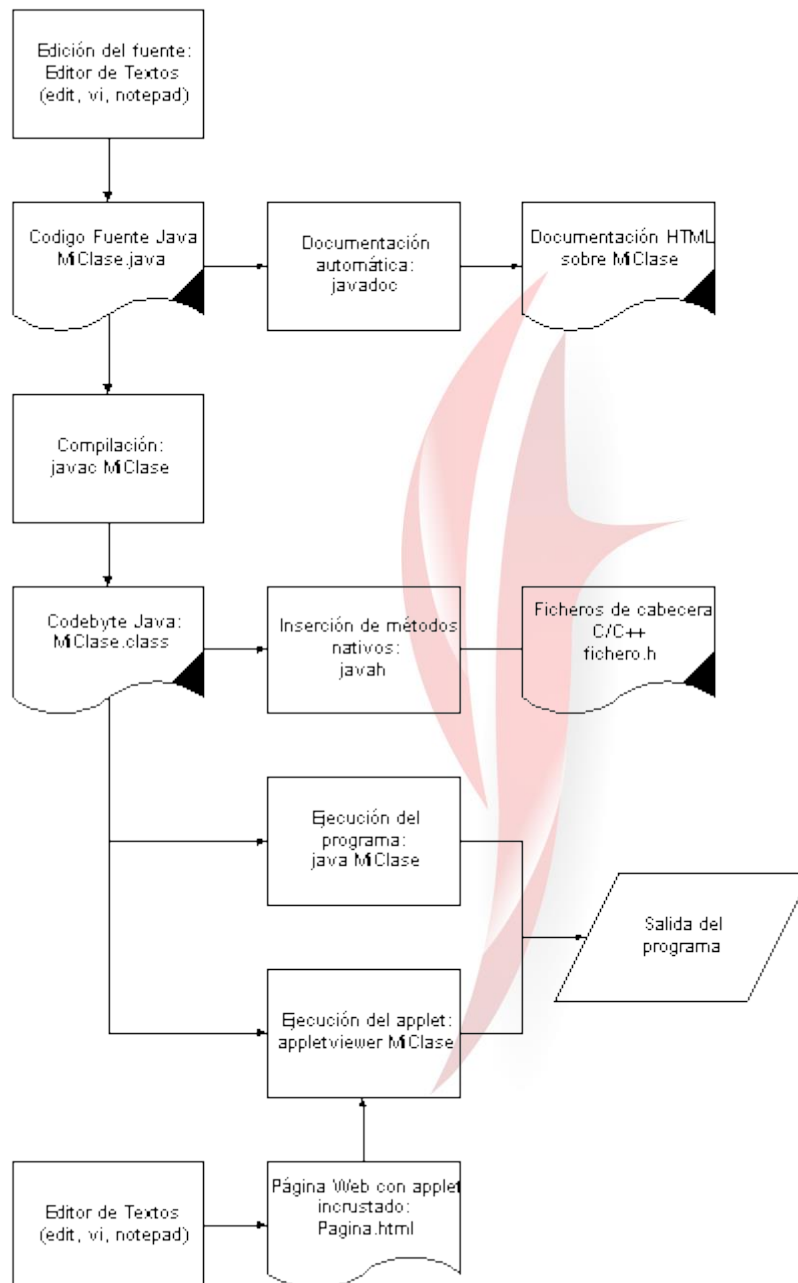 Edición del fuente:
Editor de Textos
(edit, vi, notepad)
Codigo Fuente Java
MiClase.java
Documentación
automática:
javadoc
Documentación HTML
sobre MiClase
Compilación:
javac MiClase
Codebyte Java:
MiClase.class
Inserción de métodos
nativos:
javah
Ficheros de cabecera
C/C++
fichero.h
Ejecución del
programa:
java MiClase
Salida del
programa
Ejecución del applet:
appletviewer MiClase
Editor de Textos
(edit, vi, notepad)
Página Web con applet
incrustado:
Pagina.html